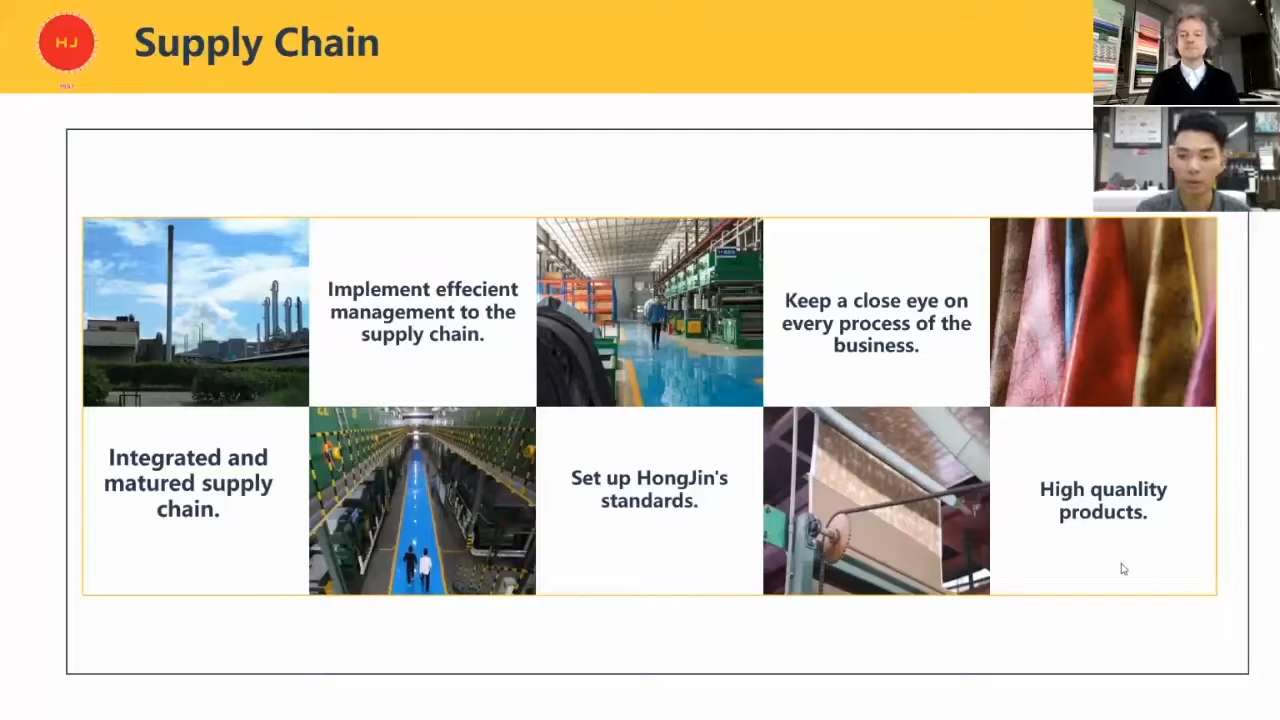 HJ
1997
Supply Chain
Implement effecient
management to the
supply chain.
Keep a close eye on
every process of the
business.
Integrated and
matured supply
chain.
Set up HongJin's
standards.
High quanlity
products.